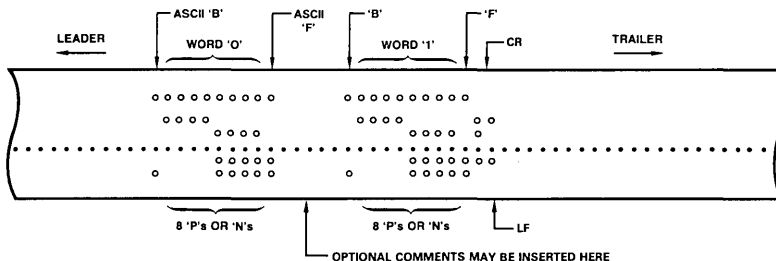 ASCII 'B'
ASCII 'F'
'B'
'F'
LEADER
WORD 'O'
WORD '1'
CR
TRAILER
8 'P's OR 'N's
8 'P's OR 'N's
LF
OPTIONAL COMMENTS MAY BE INSERTED HERE